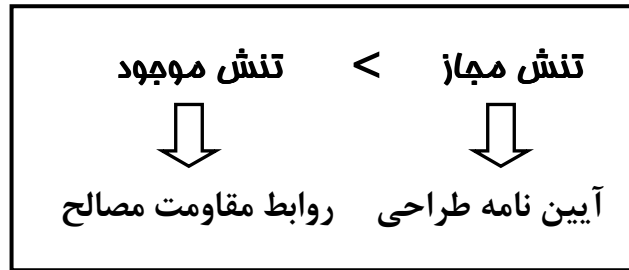 تنش مجاز > تنش موجود
آیین نامه طراحی روابط مقاومت مصالح